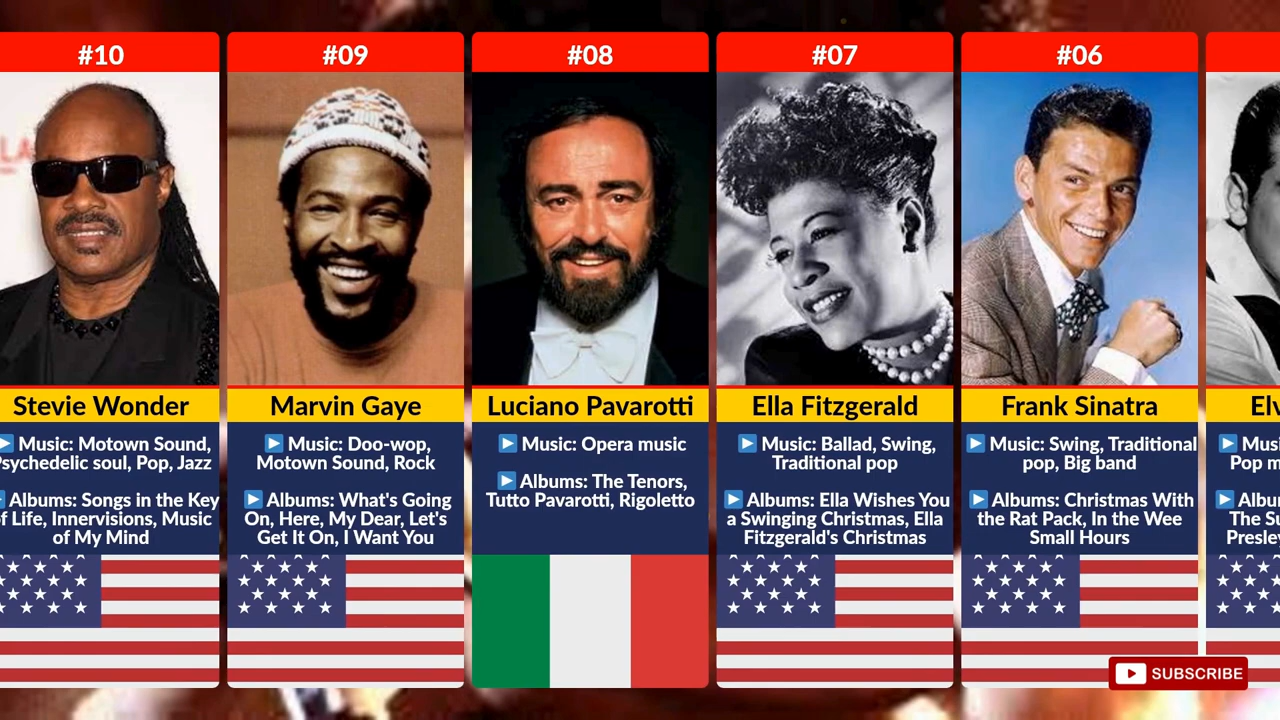 #10
Stevie Wonder
Music: Motown Sound,
Psychedelic soul, Pop, Jazz
Albums: Songs in the Key
of Life, Innervisions, Music
of My Mind
#09
Marvin Gaye
Music: Doo-wop,
Motown Sound, Rock
Albums: What's Going
On, Here, My Dear, Let's
Get It On, I Want You
#08
Luciano Pavarotti
Music: Opera music
Albums: The Tenors,
Tutto Pavarotti, Rigoletto
#07
Ella Fitzgerald
Music: Ballad, Swing,
Traditional pop
Albums: Ella Wishes You
a Swinging Christmas, Ella
Fitzgerald's Christmas
#06
Frank Sinatra
Music: Swing, Traditional
pop, Big band
Albums: Christmas With
the Rat Pack, In the Wee
Small Hours
Pop
The
SUBSCRIBE